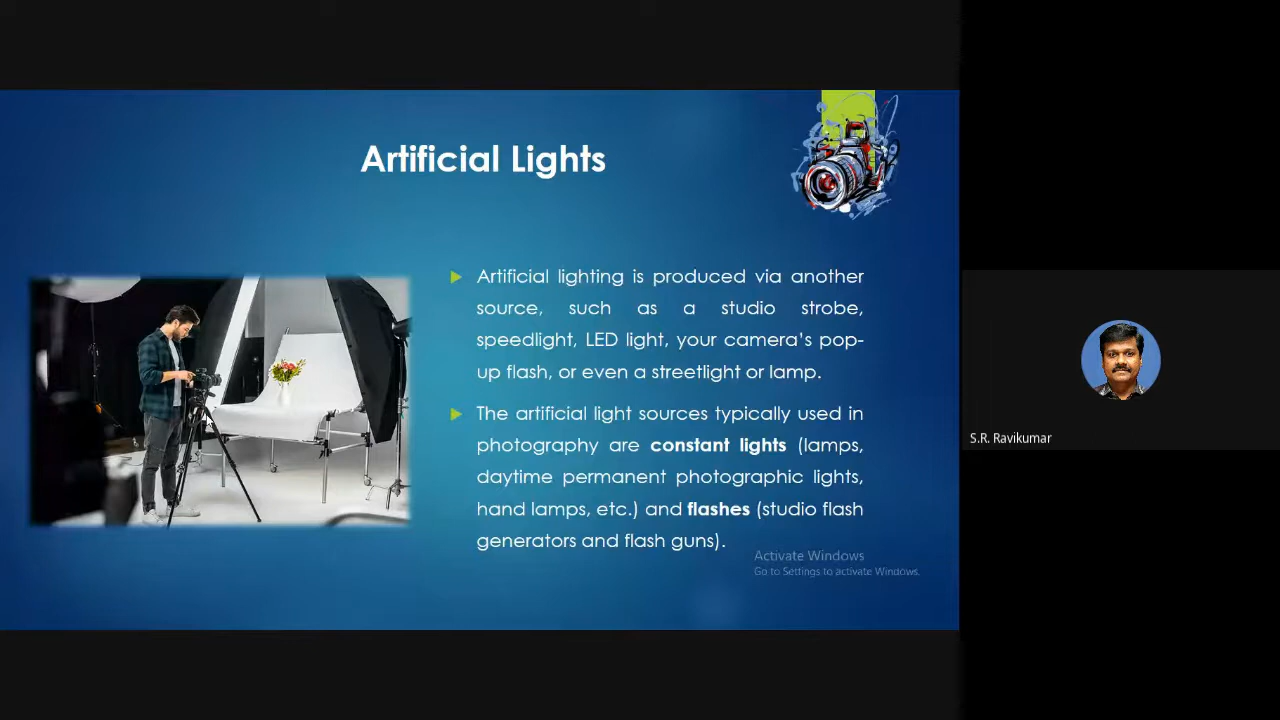 Artificial Lights
Artificial lighting is produced via another
source, such as a studio strobe,
speedlight, LED light, your camera's pop-
up flash, or even a streetlight or lamp.
The artificial light sources typically used in
photography are constant lights (lamps,
daytime permanent photographic lights,
hand lamps, etc.) and flashes (studio flash
generators and flash guns).
Activate Windows
Go to Settings to activate Windows.
S.R. Ravikumar